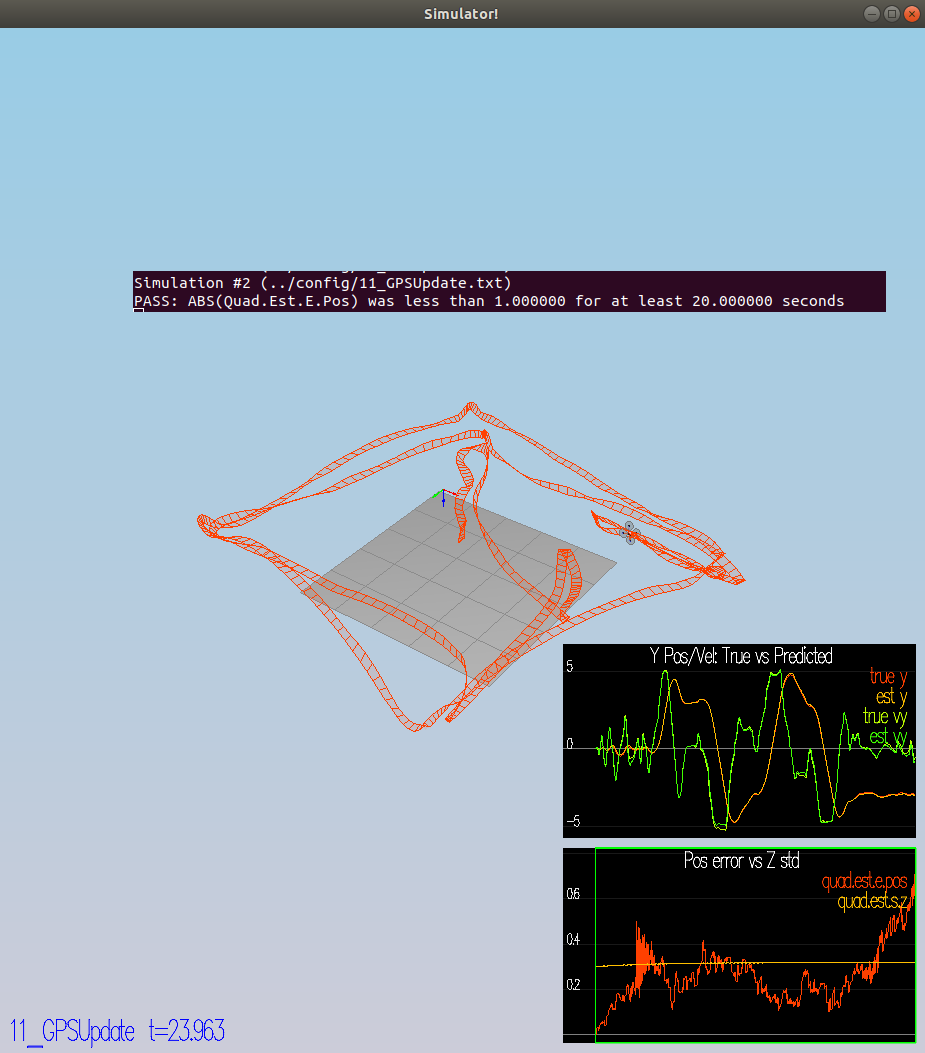 Simulator!
Simulation #2 (../config/11_GPSUpdate.txt)
PASS: ABS(Quad.Est.E.Pos) was less than 1.000000 for at least 20.000000 seconds
Y Pos/Vel: True vs Predicted
5
true y
est y
true vy
est vy
0
-5
Pos error vs Z std
quad.est.e.pos
0.6
quad.est.s.z
0.4
0.2
11_GPSUpdate t=23.963